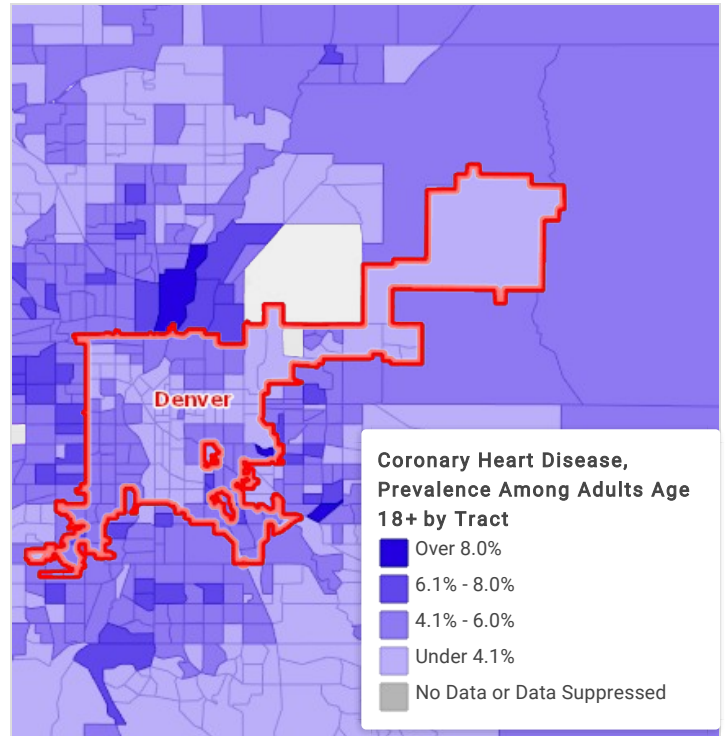 Denver
Coronary Heart Disease,
Prevalence Among Adults Age
18+ by Tract
Over 8.0%
6.1% - 8.0%
4.1% - 6.0%
Under 4.1%
No Data or Data Suppressed